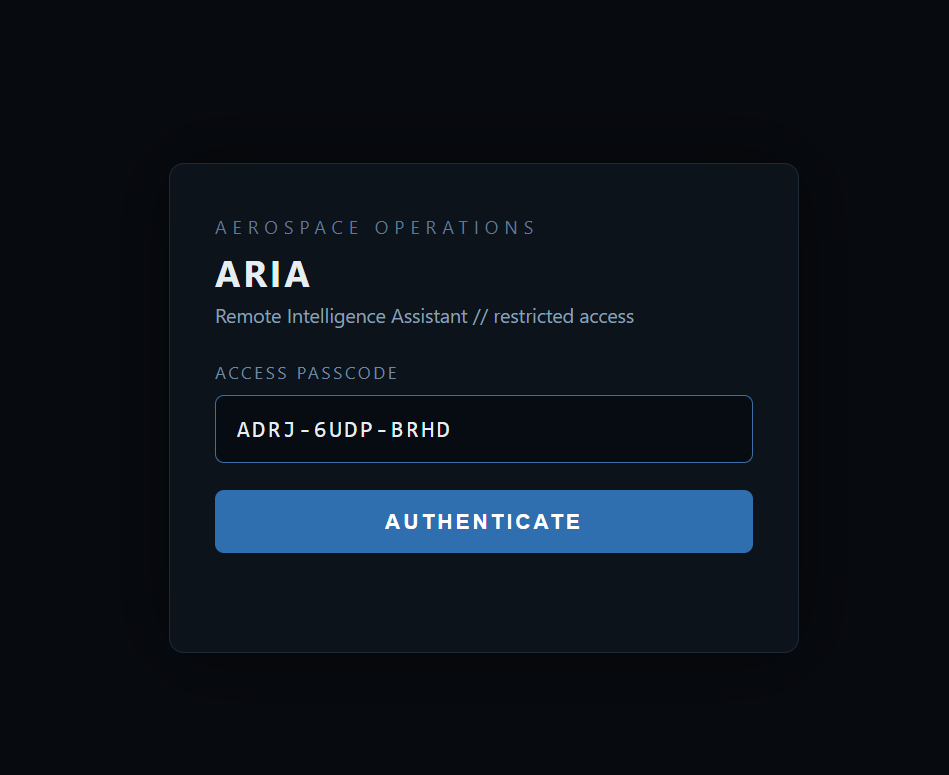 AEROSPACE OPERATIONS
ARIA
Remote Intelligence Assistant // restricted access
ACCESS PASSCODE
ADRJ-6UDP-BRHD
AUTHENTICATE